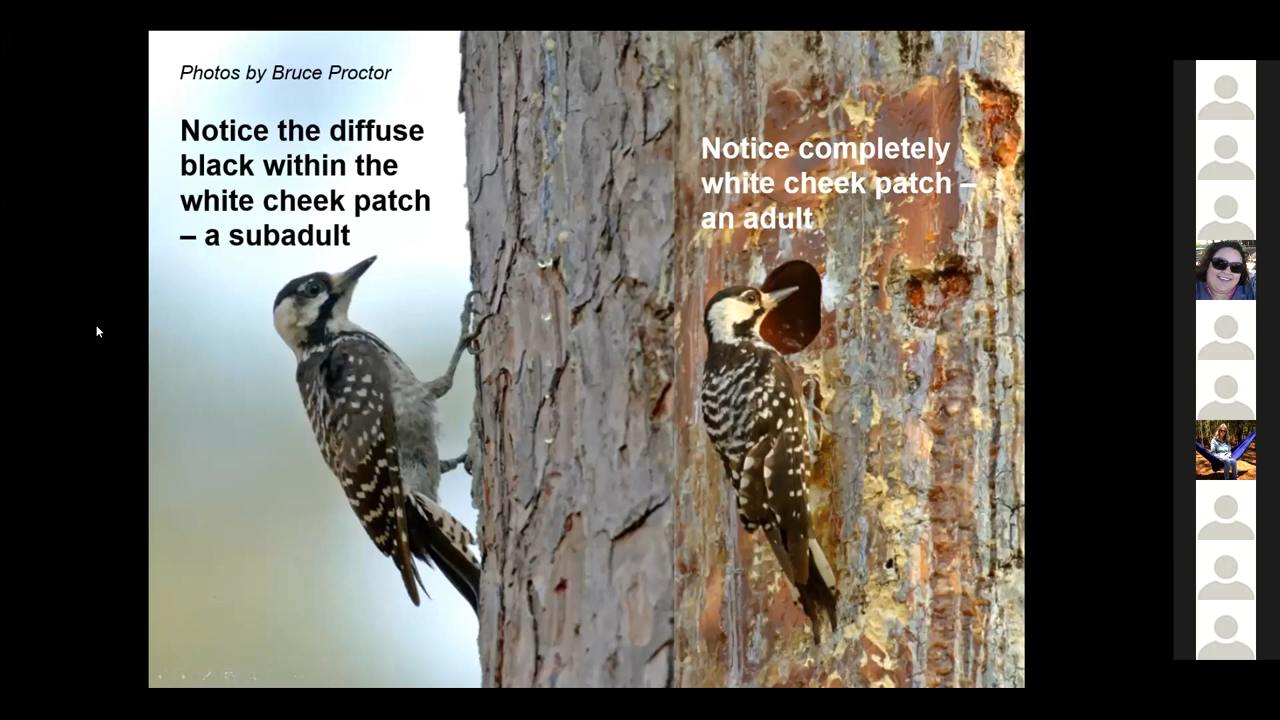 Photos by Bruce Proctor
Notice the diffuse
black within the
white cheek patch
– a subadult
Notice completely
white cheek patch –
an adult